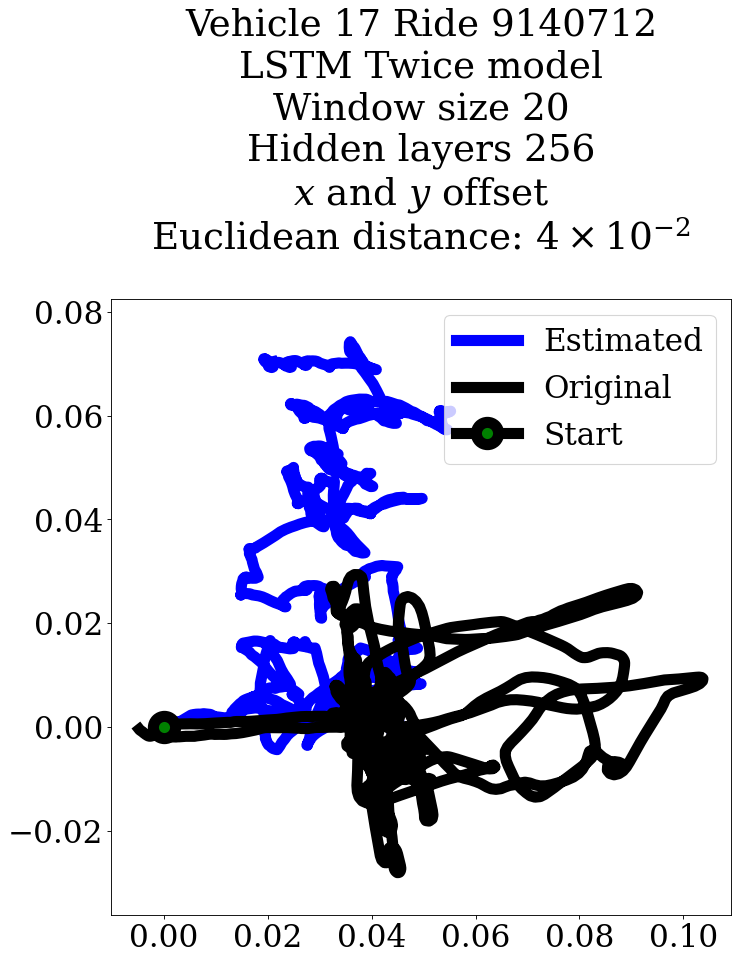 Vehicle 17 Ride 9140712
LSTM Twice model
Window size 20
Hidden layers 256
x and y offset
Euclidean distance: 4 × 10⁻²
Estimated
Original
Start
0.08
0.06
0.04
0.02
0.00
−0.02
0.00 0.02 0.04 0.06 0.08 0.10